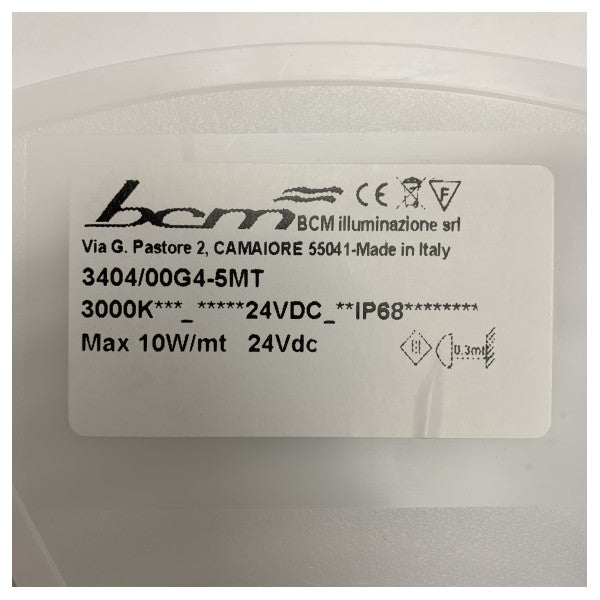 bcm CE F
BCM illuminazione srl
Via G. Pastore 2, CAMAIORE 55041-Made in Italy
3404/00G4-5MT
3000K***_*****24VDC_**IP68********
Max 10W/mt 24Vdc
0.3mt